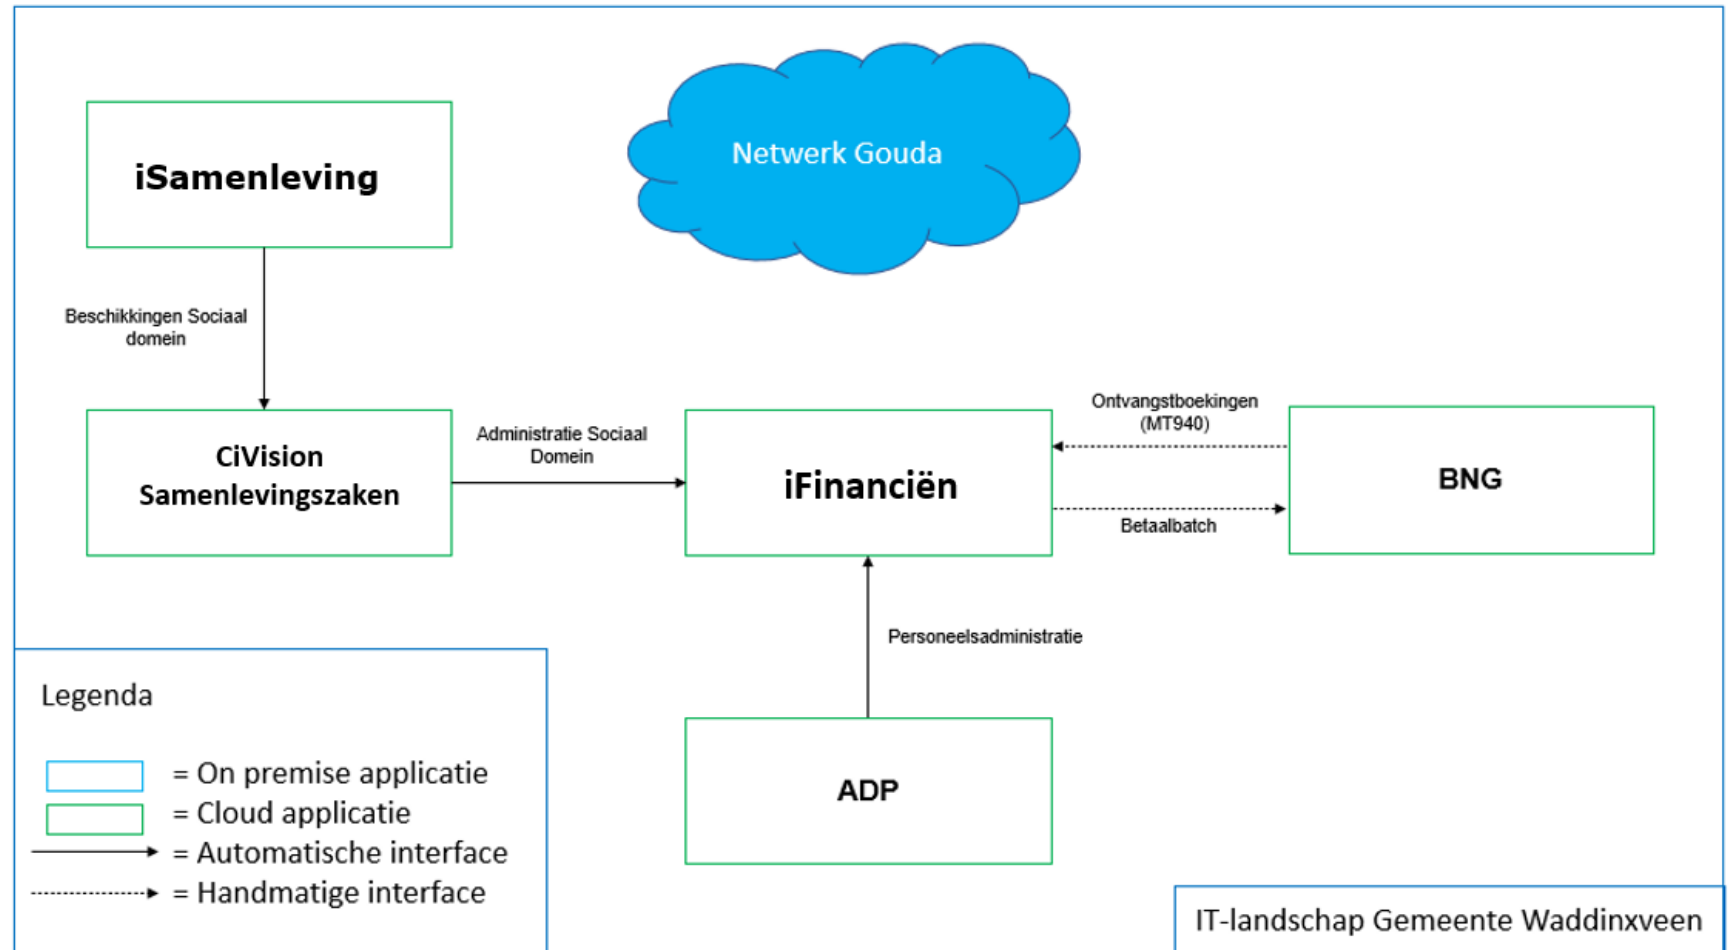 Netwerk Gouda
iSamenleving
Beschikkingen Sociaal
domein
CiVision
Samenlevingszaken
Administratie Sociaal
Domein
iFinanciën
Ontvangstboekingen
(MT940)
Betaalbatch
BNG
Personeelsadministratie
ADP
Legenda
= On premise applicatie
= Cloud applicatie
= Automatische interface
= Handmatige interface
IT-landschap Gemeente Waddinxveen